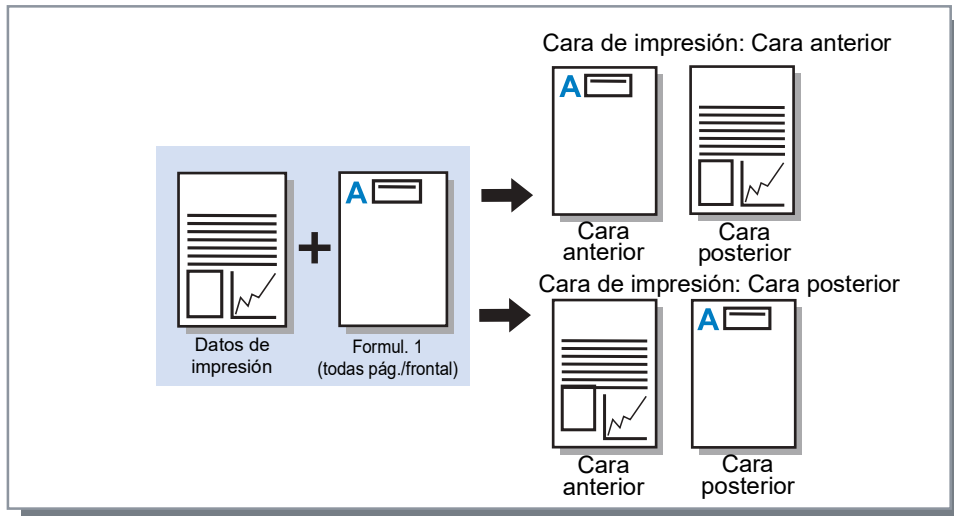 Cara de impresión: Cara anterior
A
A
Cara
anterior
Cara
posterior
Datos de
impresión
Formul. 1
(todas pág./frontal)
Cara de impresión: Cara posterior
A
Cara
anterior
Cara
posterior